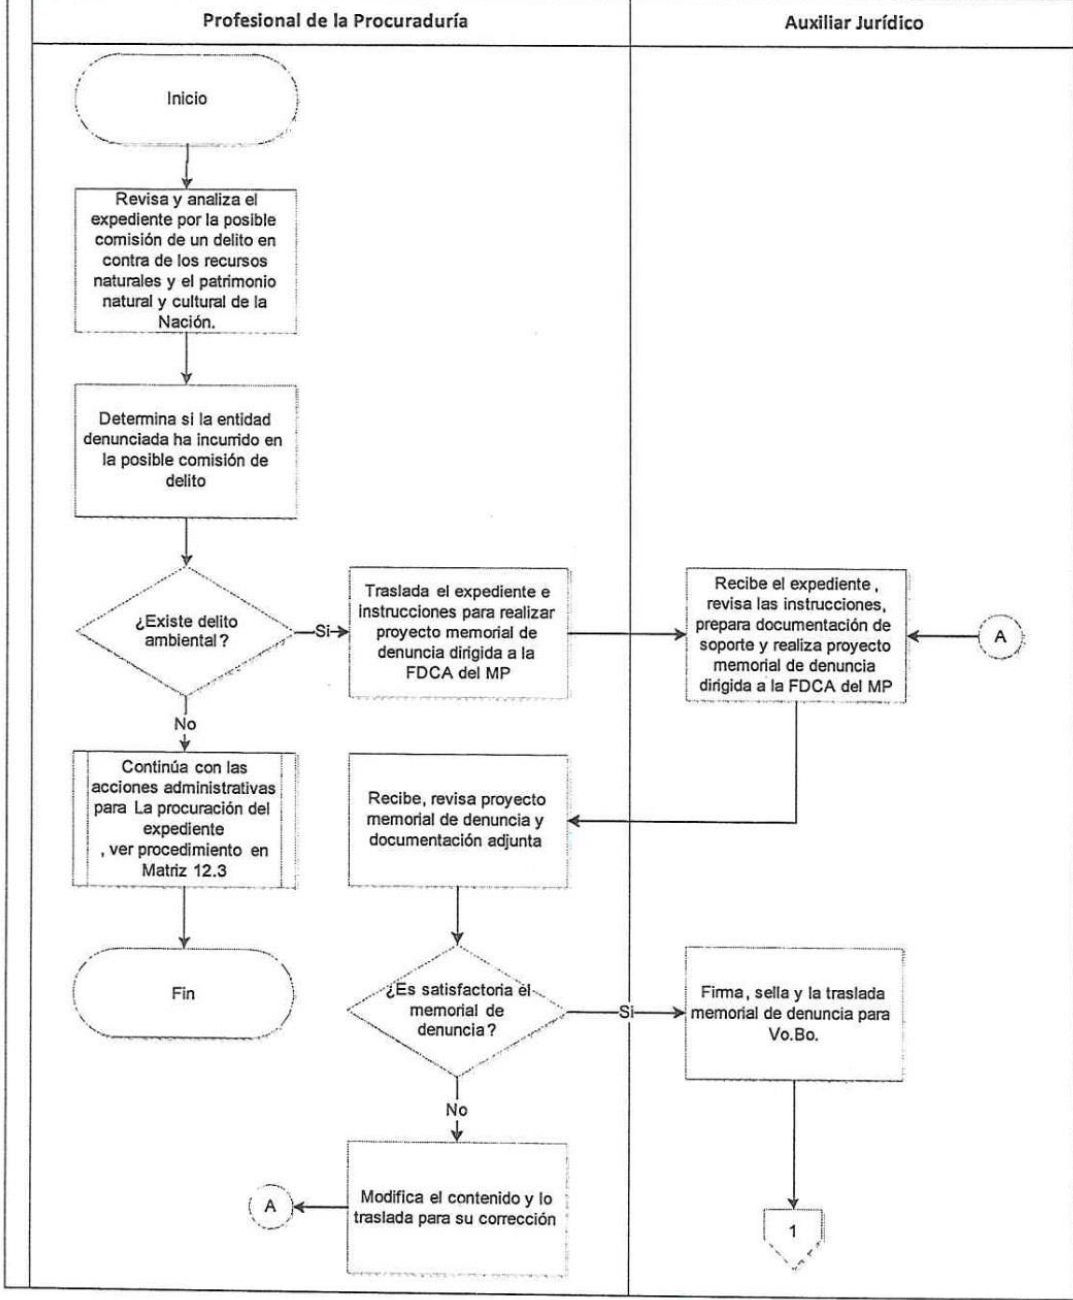 Profesional de la Procuraduría
Auxiliar Jurídico
Inicio
Revisa y analiza el
expediente por la posible
comisión de un delito en
contra de los recursos
naturales y el patrimonio
natural y cultural de la
Nación.
Determina si la entidad
denunciada ha incurrido en
la posible comisión de
delito
¿Existe delito
ambiental?
Si
Traslada el expediente e
instrucciones para realizar
proyecto memorial de
denuncia dirigida a la
FDCA del MP
Recibe el expediente,
revisa las instrucciones,
prepara documentación de
soporte y realiza proyecto
memorial de denuncia
dirigida a la FDCA del MP
A
No
Continúa con las
acciones administrativas
para La procuración del
expediente
, ver procedimiento en
Matriz 12.3
Recibe, revisa proyecto
memorial de denuncia y
documentación adjunta
Fin
¿Es satisfactoria el
memorial de
denuncia?
Si
Firma, sella y la traslada
memorial de denuncia para
Vo.Bo.
No
A
Modifica el contenido y lo
traslada para su corrección
1